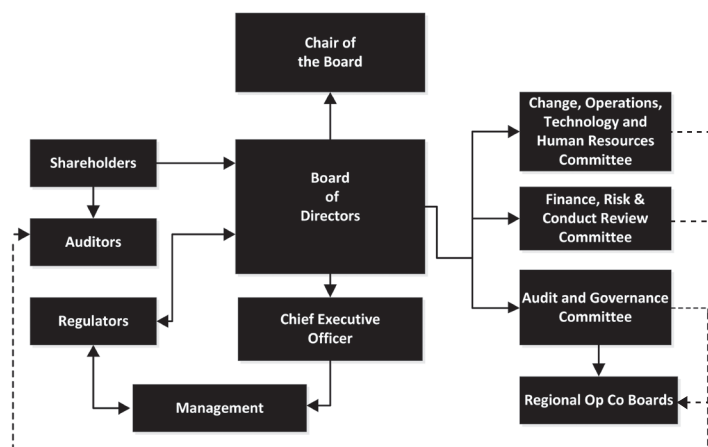 Chair of
the Board
Change, Operations,
Technology and
Human Resources
Committee
Shareholders
Board
of
Directors
Finance, Risk &
Conduct Review
Committee
Auditors
Regulators
Chief Executive
Officer
Audit and Governance
Committee
Management
Regional Op Co Boards